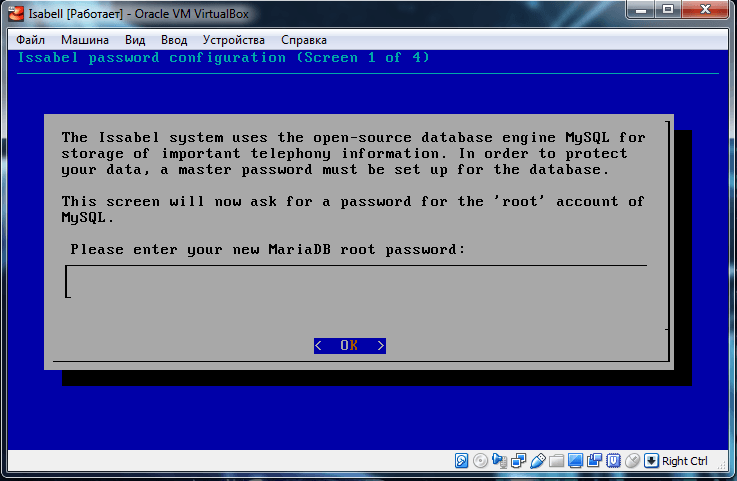 Isabell [Работает] - Oracle VM VirtualBox
Файл Машина Вид Ввод Устройства Справка
Issabel password configuration (Screen 1 of 4)
The Issabel system uses the open-source database engine MySQL for
storage of important telephony information. In order to protect
your data, a master password must be set up for the database.
This screen will now ask for a password for the 'root' account of
MySQL.
Please enter your new MariaDB root password:
< OK >
Right Ctrl